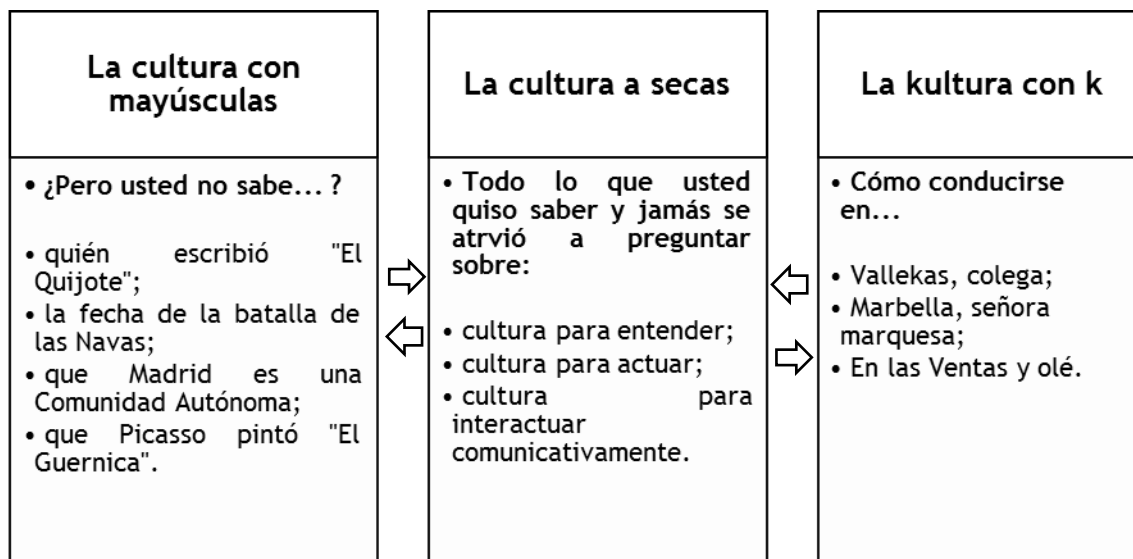 La cultura con
mayúsculas
• ¿Pero usted no sabe... ?
• quién escribió "El
Quijote";
• la fecha de la batalla de
las Navas;
• que Madrid es una
Comunidad Autónoma;
• que Picasso pintó "El
Guernica".
La cultura a secas
• Todo lo que usted
quiso saber y jamás se
atrvió a preguntar
sobre:
• cultura para entender;
• cultura para actuar;
• cultura para
interactuar
comunicativamente.
La kultura con k
• Cómo conducirse
en...
• Vallekas, colega;
• Marbella, señora
marquesa;
• En las Ventas y olé.